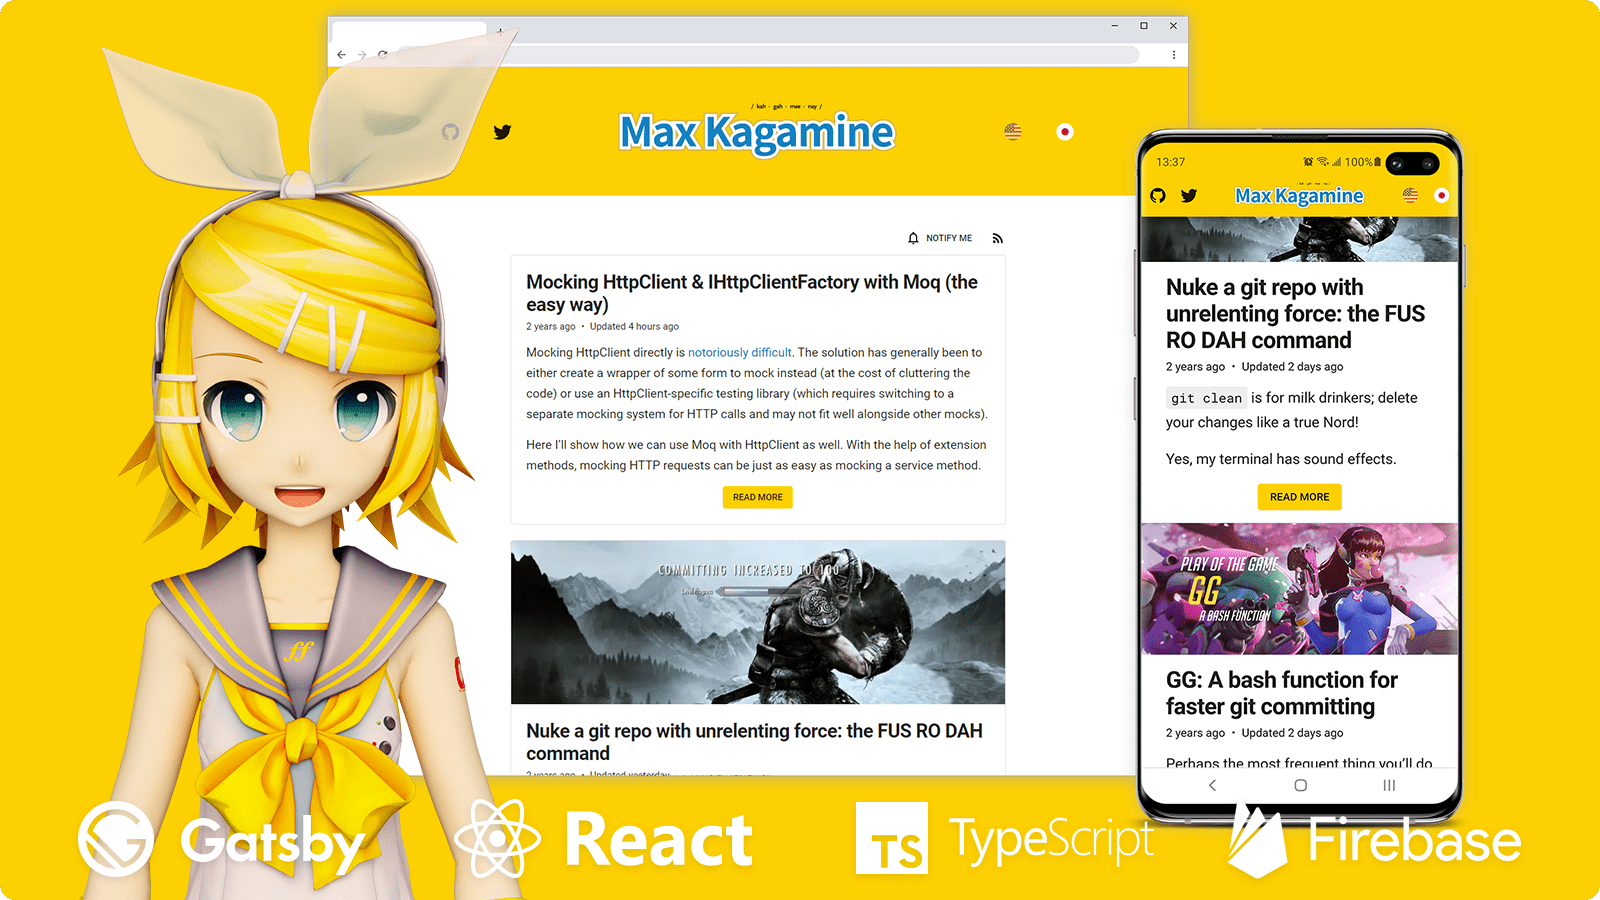 / kah - gah - mee - nay /
Max Kagamine
NOTIFY ME
Mocking HttpClient & IHttpClientFactory with Moq (the
easy way)
2 years ago • Updated 4 hours ago
Mocking HttpClient directly is notoriously difficult. The solution has generally been to
either create a wrapper of some form to mock instead (at the cost of cluttering the
code) or use an HttpClient-specific testing library (which requires switching to a
separate mocking system for HTTP calls and may not fit well alongside other mocks).
Here I'll show how we can use Moq with HttpClient as well. With the help of extension
methods, mocking HTTP requests can be just as easy as mocking a service method.
READ MORE
COMMITTING INCREASED TO 100
Level Progress
Nuke a git repo with unrelenting force: the FUS RO DAH
command
2 years ago • Updated yesterday
13:37
100%
Max Kagamine
Nuke a git repo with
unrelenting force: the FUS
RO DAH command
2 years ago • Updated 2 days ago
git clean is for milk drinkers; delete
your changes like a true Nord!
Yes, my terminal has sound effects.
READ MORE
PLAY OF THE GAME
GG
A BASH FUNCTION
GG: A bash function for
faster git committing
2 years ago • Updated 2 days ago
Perhaps the most frequent thing you'll do
ff
Gatsby
React
TS TypeScript
Firebase